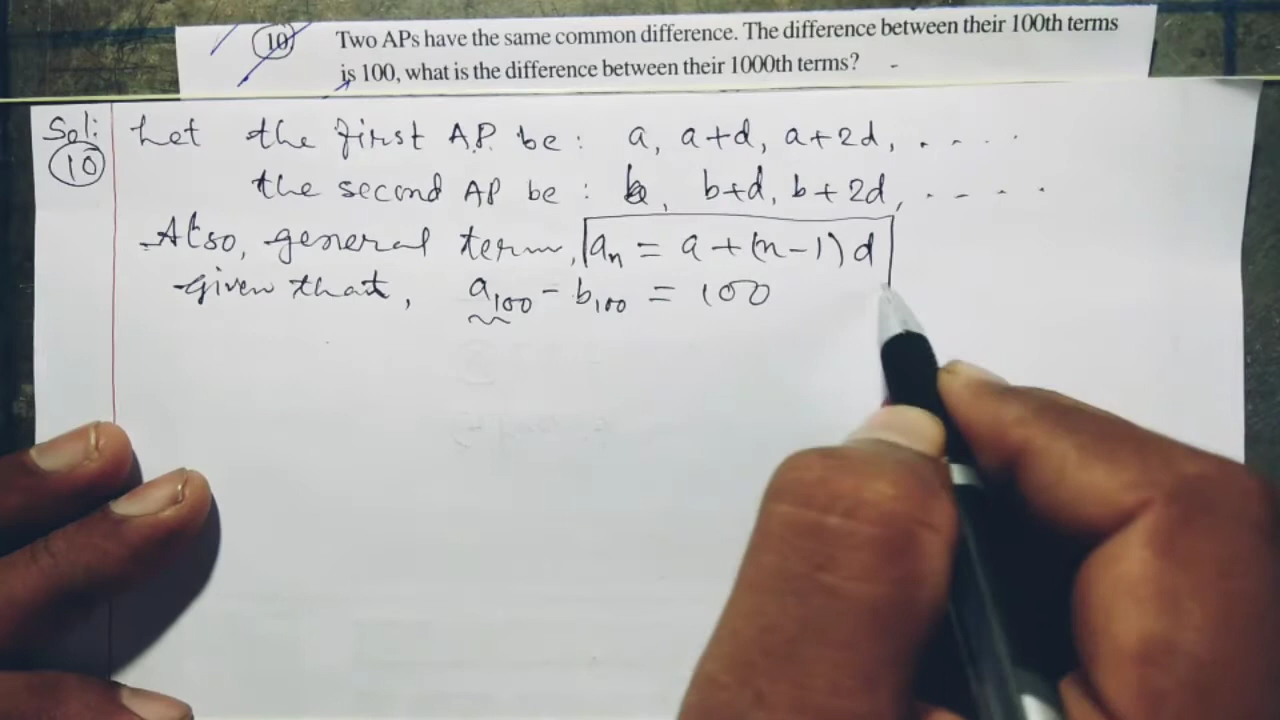 10. Two APs have the same common difference. The difference between their 100th terms
is 100, what is the difference between their 1000th terms?
Sol: Let the first A.P. be : a, a+d, a+2d, . . . .
10 the second AP be : b, b+d, b+2d, . - - .
Also, general term, aₙ = a+(n-1)d
given that, a₁₀₀ - b₁₀₀ = 100